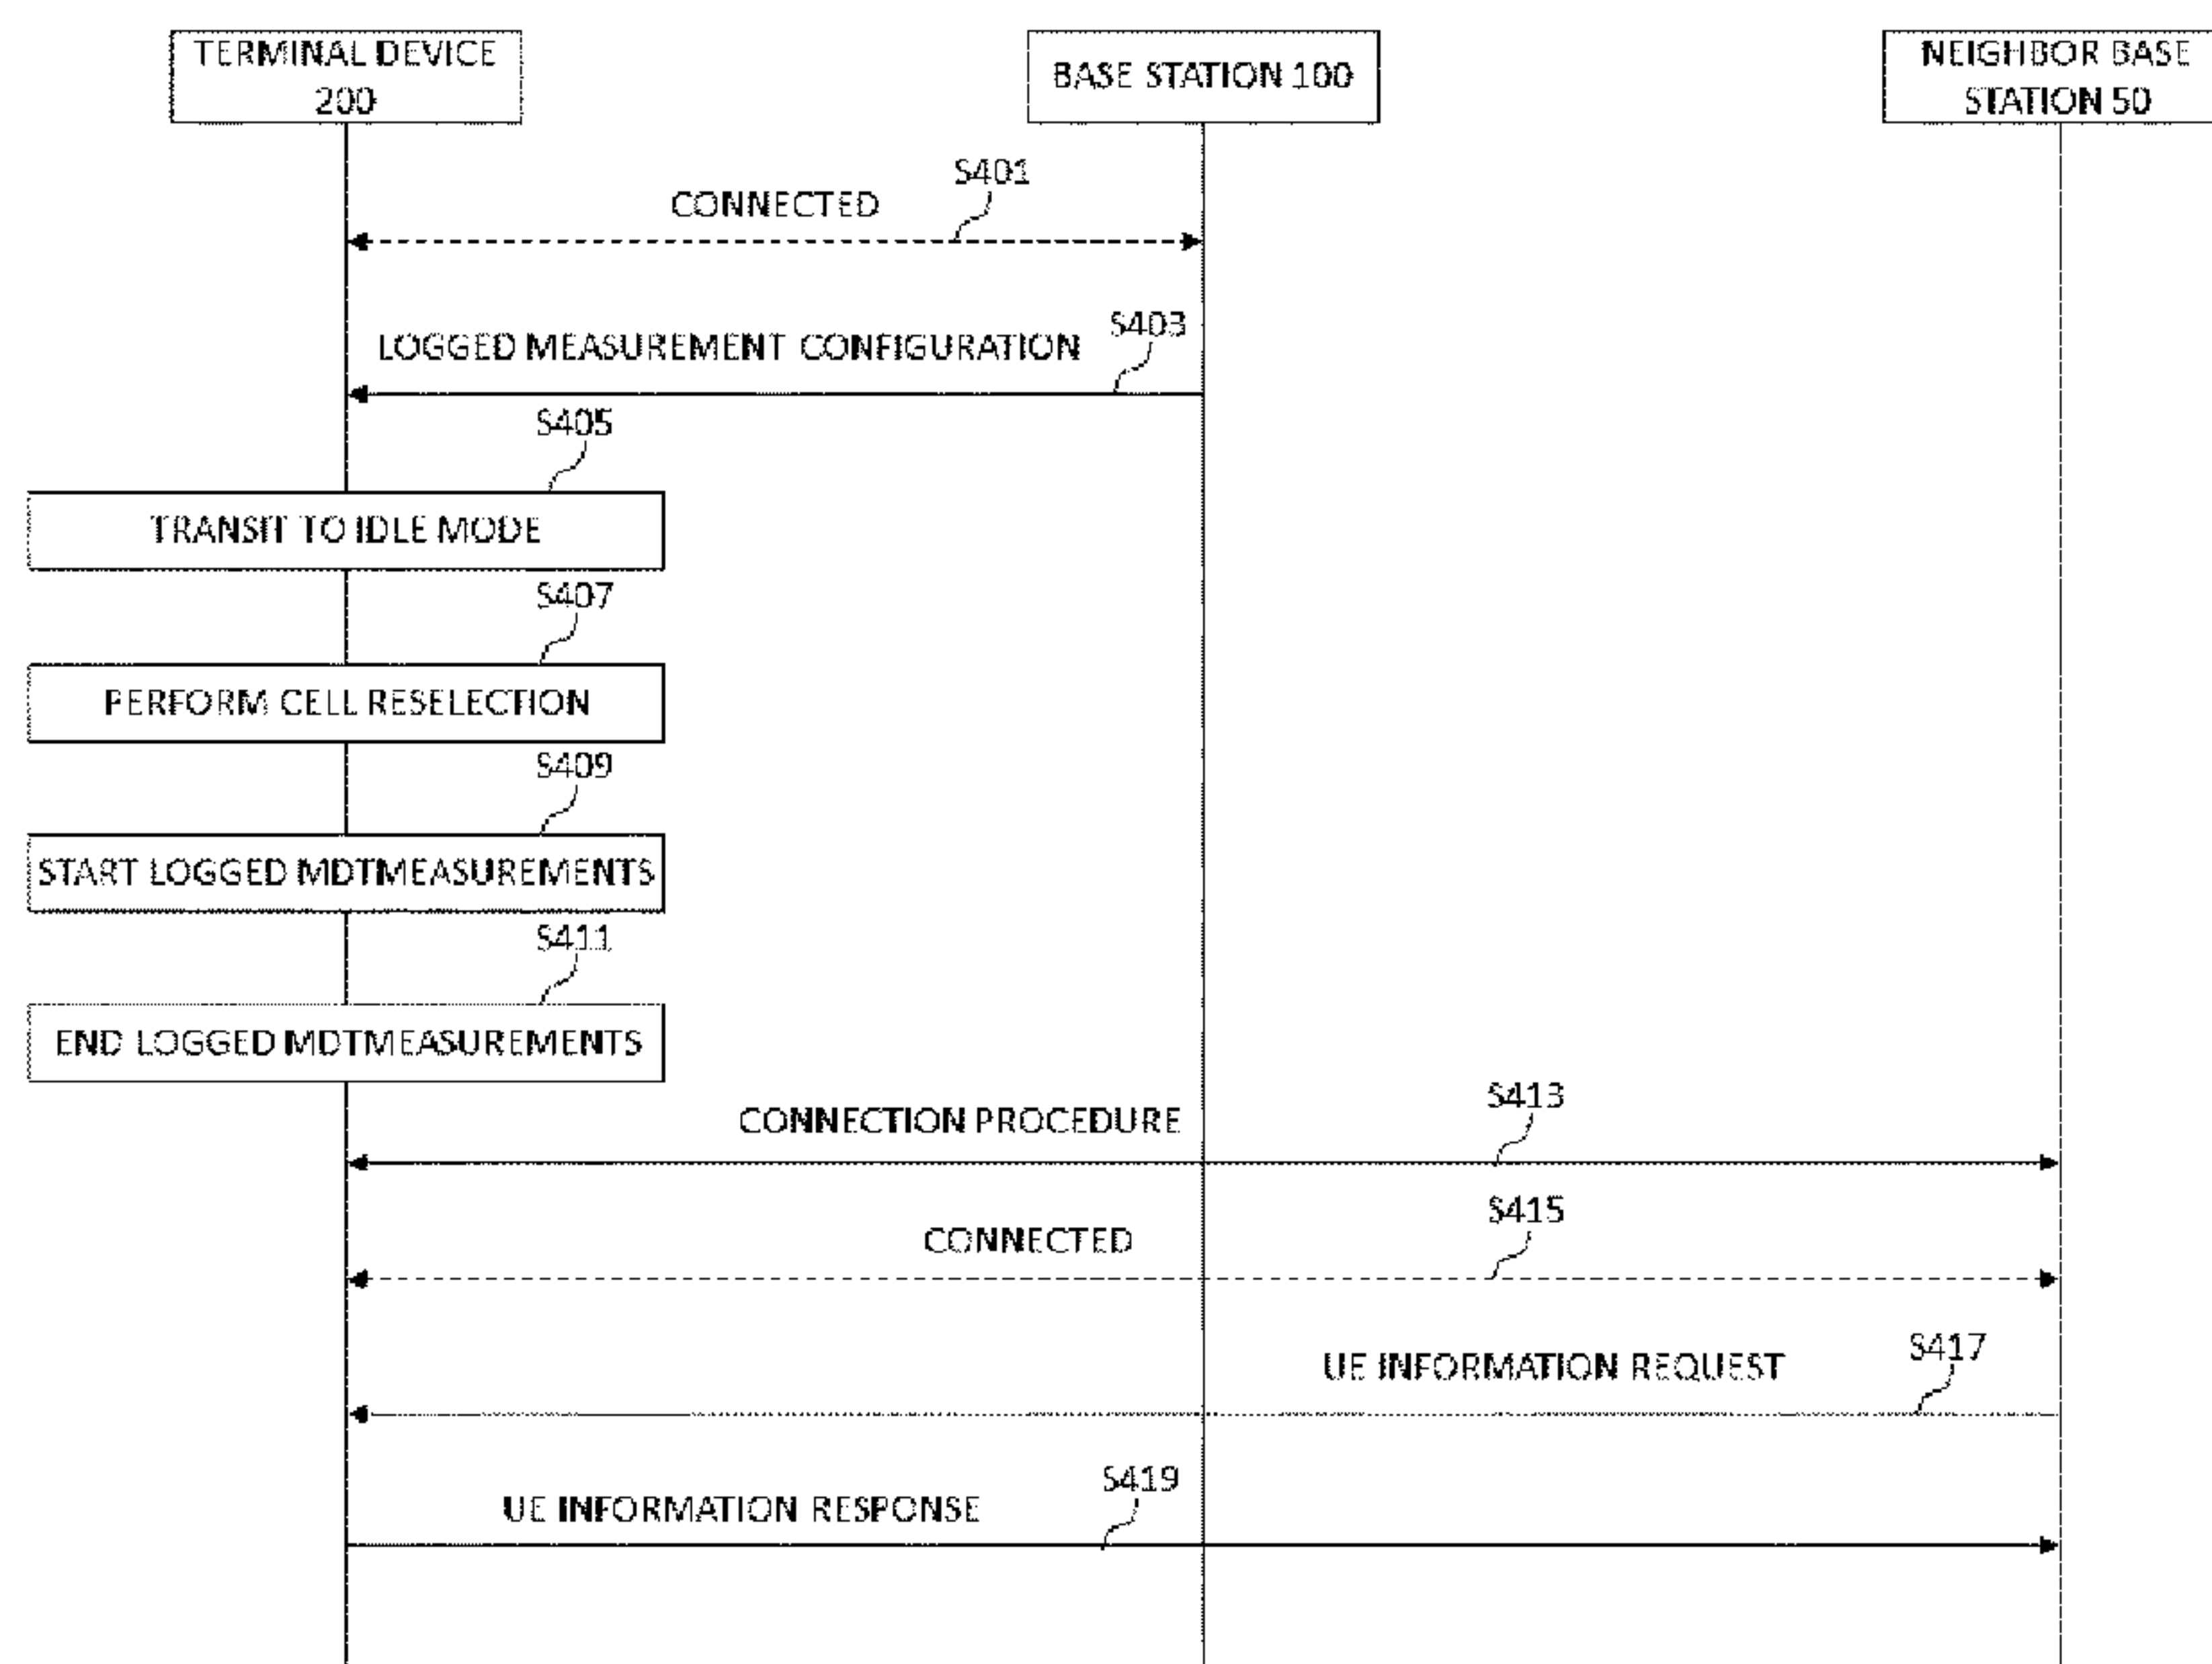 TERMINAL DEVICE
200
BASE STATION 100
NEIGHBOR BASE
STATION 50
S401
CONNECTED
S403
LOGGED MEASUREMENT CONFIGURATION
S405
TRANSIT TO IDLE MODE
S407
PERFORM CELL RESELECTION
S409
START LOGGED MDTMEASUREMENTS
S411
END LOGGED MDTMEASUREMENTS
S413
CONNECTION PROCEDURE
S415
CONNECTED
S417
UE INFORMATION REQUEST
S419
UE INFORMATION RESPONSE